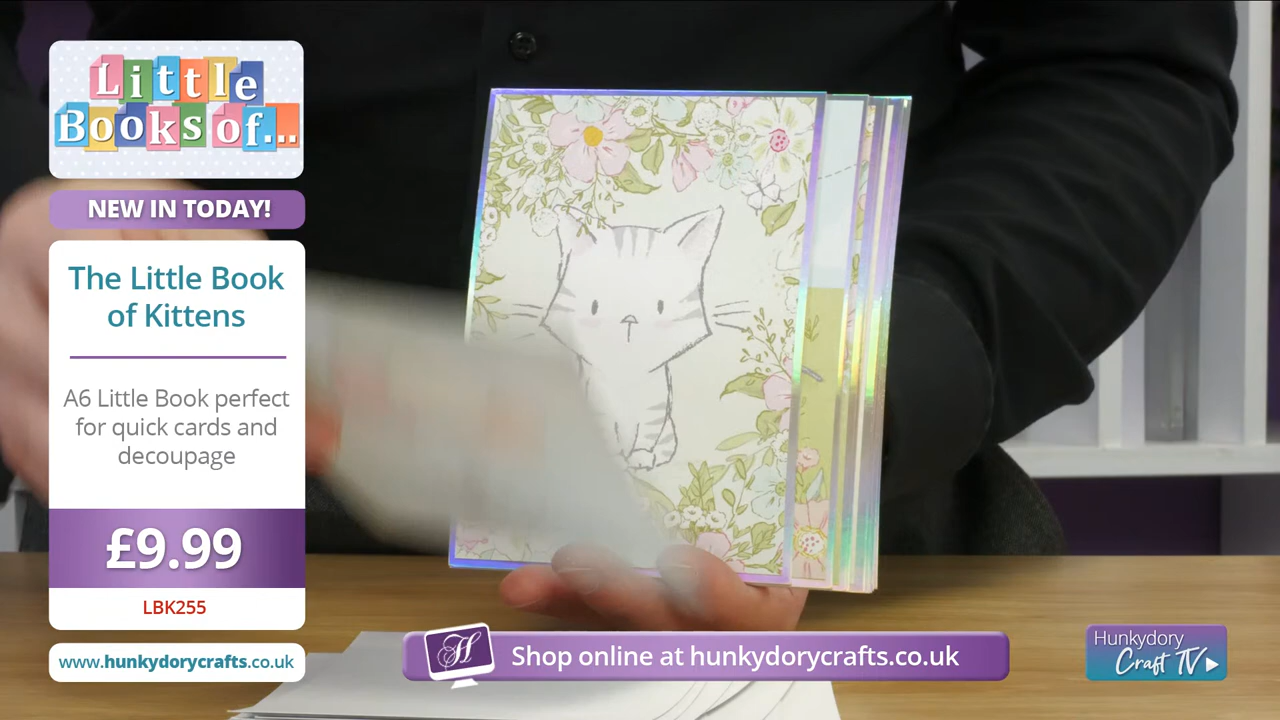 Little
Books of...
NEW IN TODAY!
The Little Book
of Kittens
A6 Little Book perfect
for quick cards and
decoupage
£9.99
LBK255
www.hunkydorycrafts.co.uk
H
Shop online at hunkydorycrafts.co.uk
Hunkydory
Craft TV